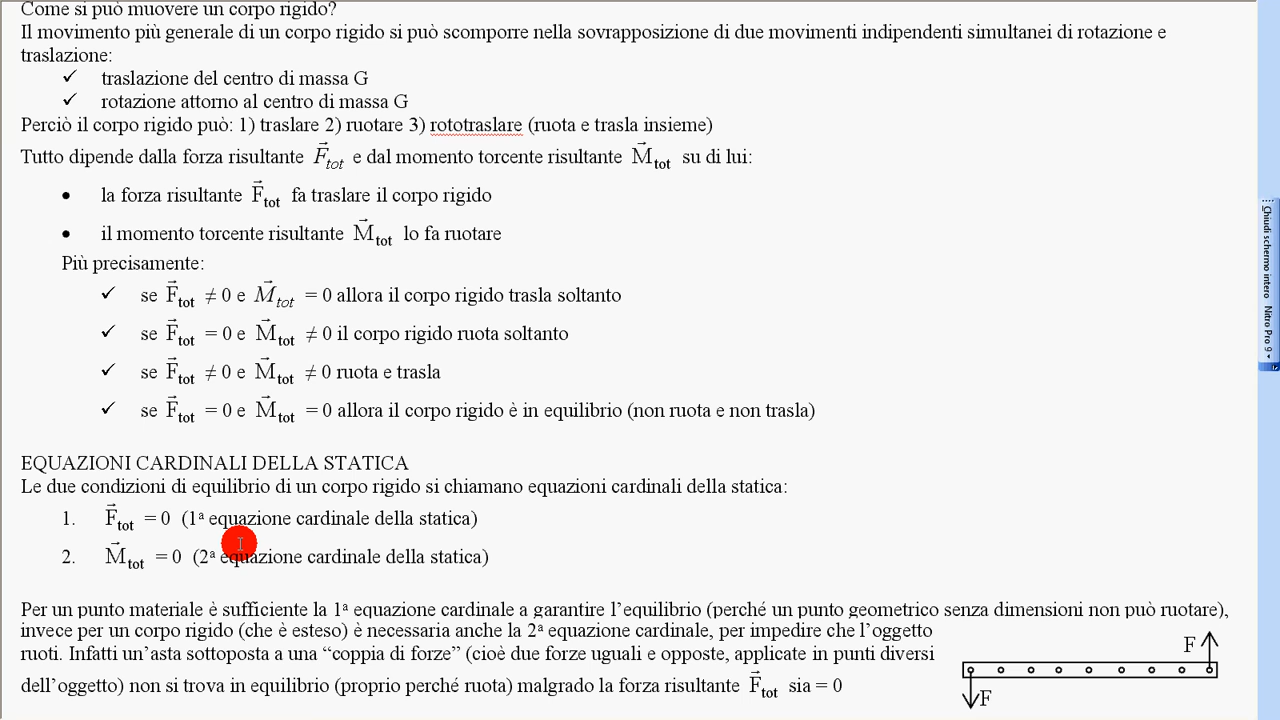 Come si può muovere un corpo rigido?
Il movimento più generale di un corpo rigido si può scomporre nella sovrapposizione di due movimenti indipendenti simultanei di rotazione e
traslazione:
✓ traslazione del centro di massa G
✓ rotazione attorno al centro di massa G
Perciò il corpo rigido può: 1) traslare 2) ruotare 3) rototraslare (ruota e trasla insieme)
Tutto dipende dalla forza risultante F⃗tot e dal momento torcente risultante M⃗tot su di lui:
• la forza risultante F⃗tot fa traslare il corpo rigido
• il momento torcente risultante M⃗tot lo fa ruotare
Più precisamente:
✓ se F⃗tot ≠ 0 e M⃗tot = 0 allora il corpo rigido trasla soltanto
✓ se F⃗tot = 0 e M⃗tot ≠ 0 il corpo rigido ruota soltanto
✓ se F⃗tot ≠ 0 e M⃗tot ≠ 0 ruota e trasla
✓ se F⃗tot = 0 e M⃗tot = 0 allora il corpo rigido è in equilibrio (non ruota e non trasla)
EQUAZIONI CARDINALI DELLA STATICA
Le due condizioni di equilibrio di un corpo rigido si chiamano equazioni cardinali della statica:
1. F⃗tot = 0 (1ª equazione cardinale della statica)
2. M⃗tot = 0 (2ª equazione cardinale della statica)
Per un punto materiale è sufficiente la 1ª equazione cardinale a garantire l’equilibrio (perché un punto geometrico senza dimensioni non può ruotare),
invece per un corpo rigido (che è esteso) è necessaria anche la 2ª equazione cardinale, per impedire che l’oggetto
ruoti. Infatti un’asta sottoposta a una “coppia di forze” (cioè due forze uguali e opposte, applicate in punti diversi
dell’oggetto) non si trova in equilibrio (proprio perché ruota) malgrado la forza risultante F⃗tot sia = 0
F
F
Chiudi schermo intero Nitro Pro 9